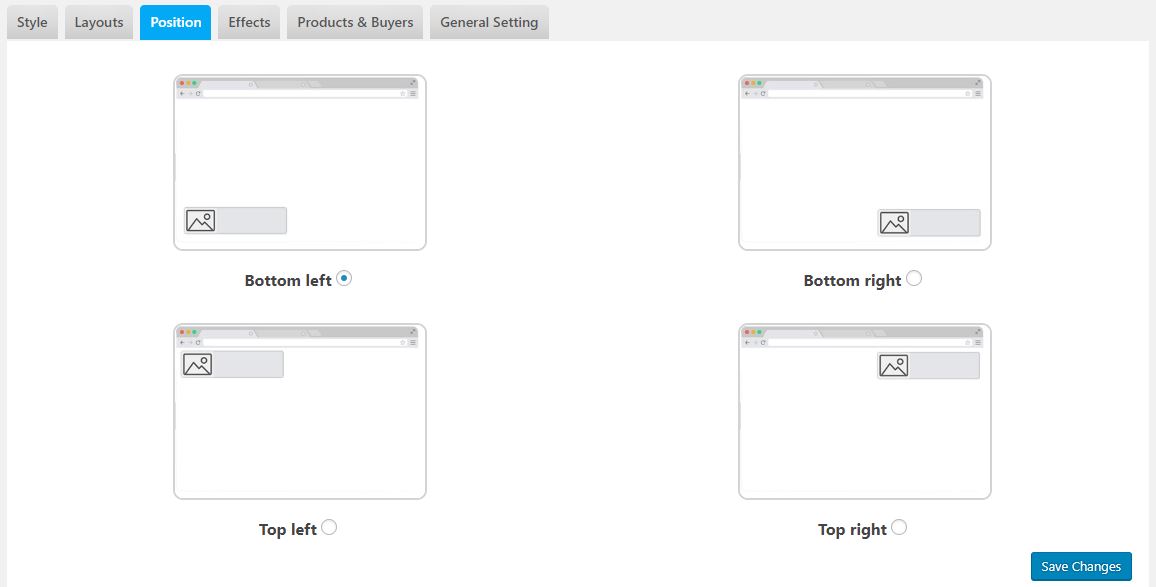 Style Layouts Position Effects Products & Buyers General Setting
Bottom left Bottom right
Top left Top right
Save Changes